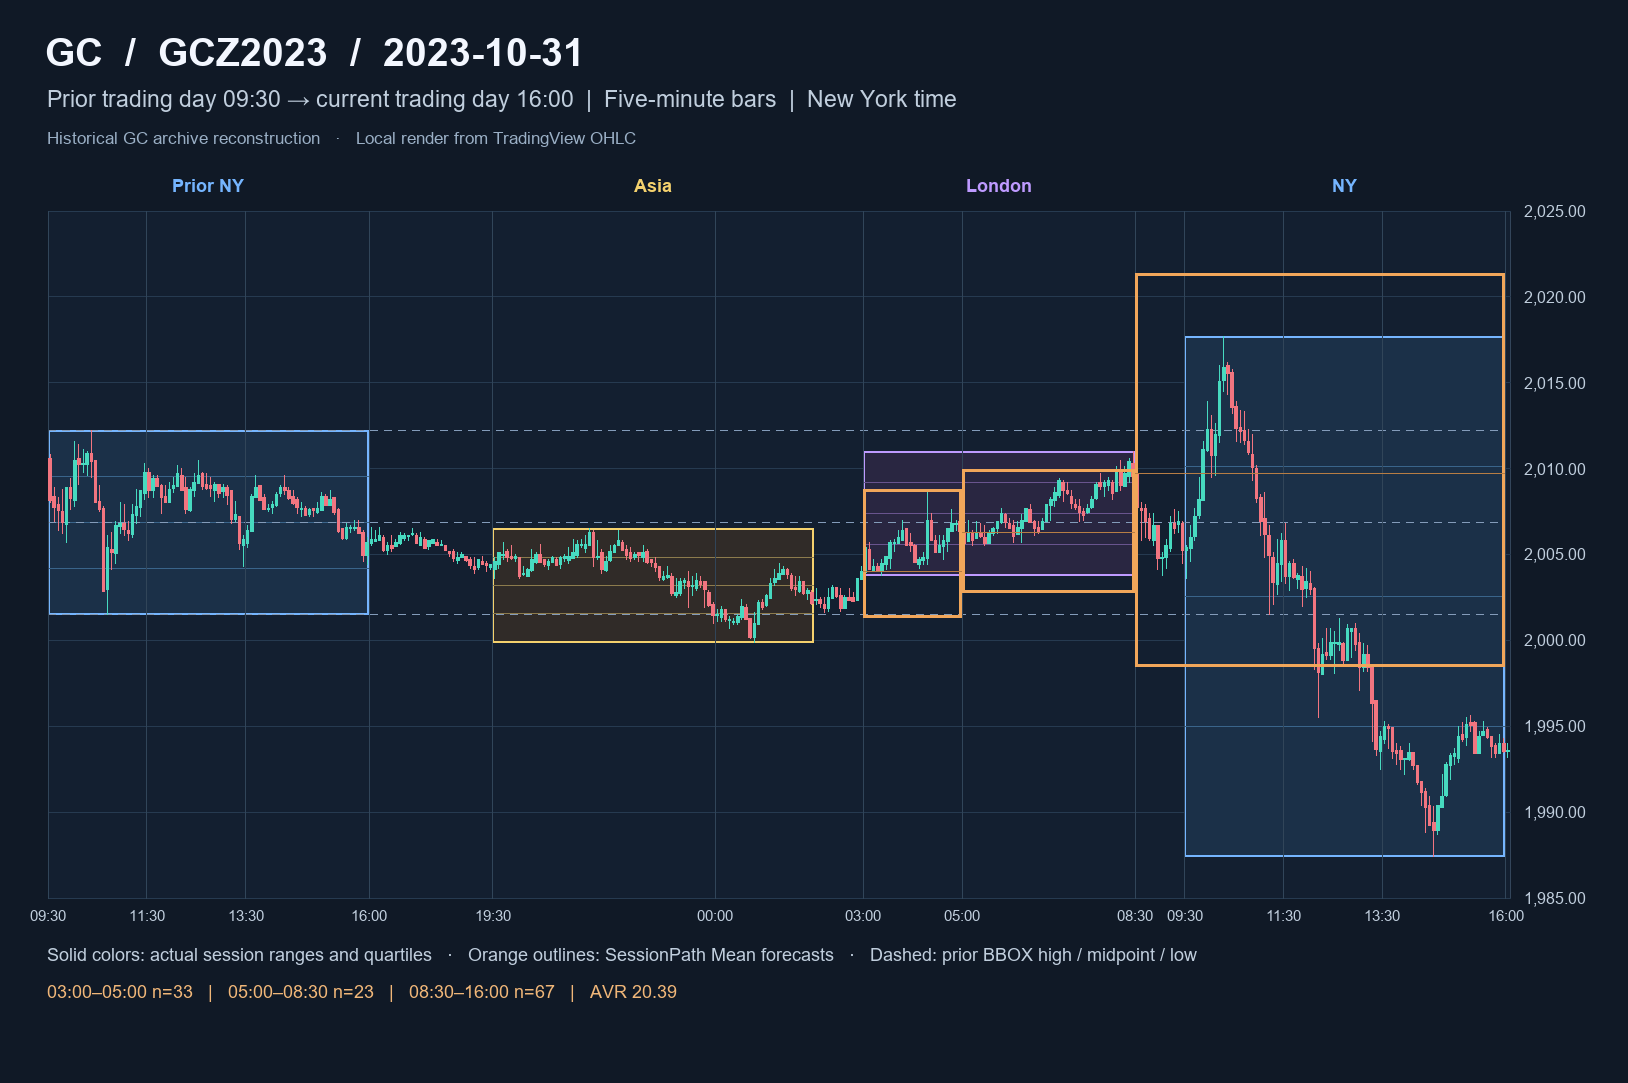 GC / GCZ2023 / 2023-10-31
Prior trading day 09:30 → current trading day 16:00 | Five-minute bars | New York time
Historical GC archive reconstruction · Local render from TradingView OHLC
Prior NY Asia London NY
2,025.00
2,020.00
2,015.00
2,010.00
2,005.00
2,000.00
1,995.00
1,990.00
1,985.00
09:30 11:30 13:30 16:00 19:30 00:00 03:00 05:00 08:30 09:30 11:30 13:30 16:00
Solid colors: actual session ranges and quartiles · Orange outlines: SessionPath Mean forecasts · Dashed: prior BBOX high / midpoint / low
03:00–05:00 n=33 | 05:00–08:30 n=23 | 08:30–16:00 n=67 | AVR 20.39